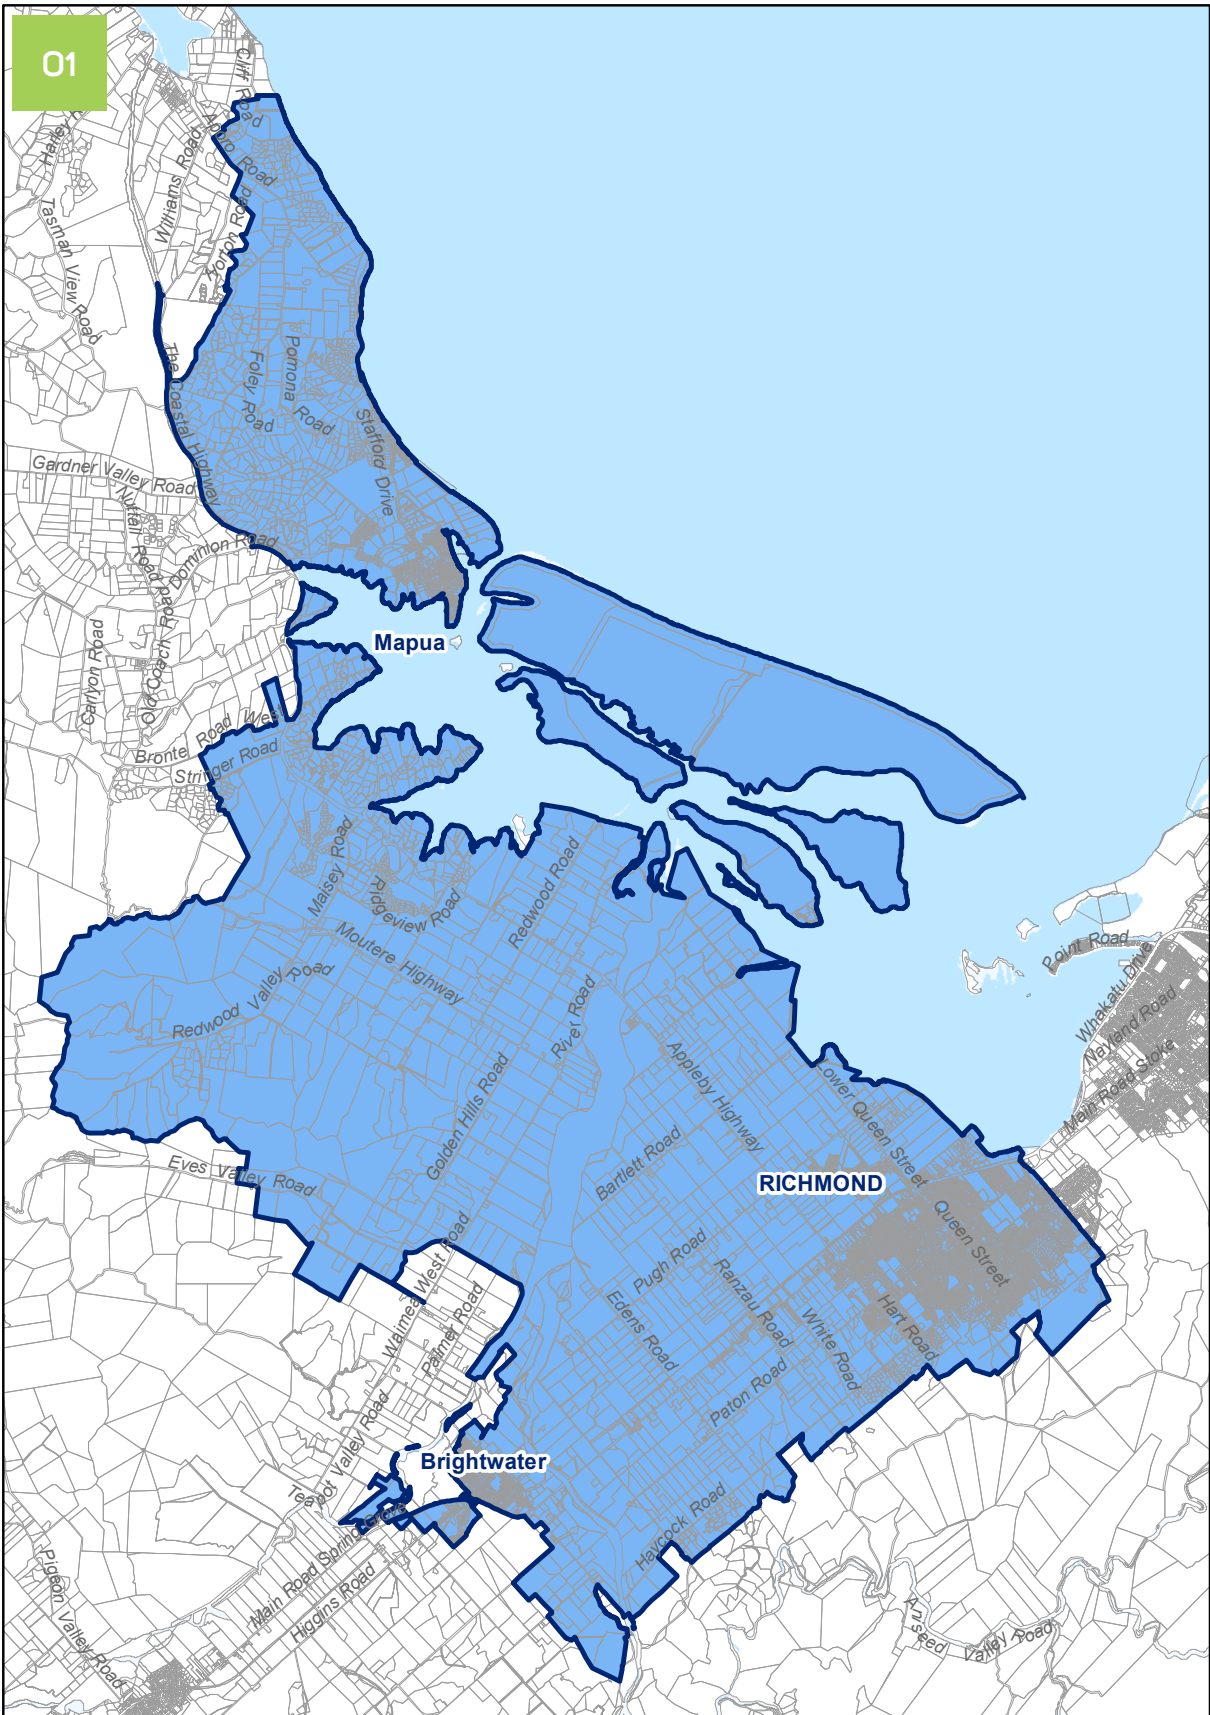 01
Cliff Road
Harley R
Aporo Road
Williams Road
Horton Road
Tasman View Road
The Coastal Highway
Foley Road
Pomona Road
Stafford Drive
Gardner Valley Road
Nuttall Road
Dominion Road
Old Coach Road
Carlyon Road
Mapua
Bronte Road West
Stringer Road
Maisey Road
Ridgeview Road
Redwood Road
Moutere Highway
Redwood Valley Road
River Road
Point Road
Whakatu Drive
Nayland Road
Main Road Stoke
Golden Hills Road
Appleby Highway
Lower Queen Street
Bartlett Road
Eves Valley Road
RICHMOND
Queen Street
Waimea West Road
Palmer Road
Pugh Road
Ranzau Road
Edens Road
White Road
Hart Road
Paton Road
Teapot Valley Road
Brightwater
Haycock Road
Main Road Spring Grove
Higgins Road
Pigeon Valley Road
Aniseed Valley Road